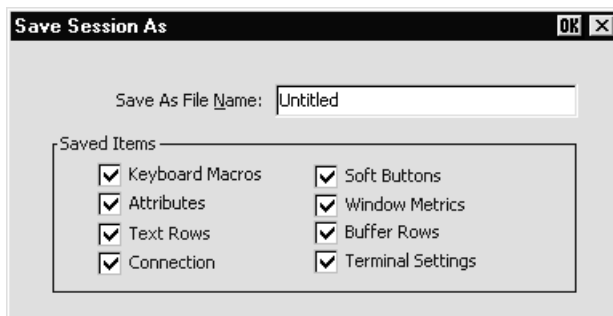 Save Session As OK
Save As File Name: Untitled
Saved Items
Keyboard Macros Soft Buttons
Attributes Window Metrics
Text Rows Buffer Rows
Connection Terminal Settings